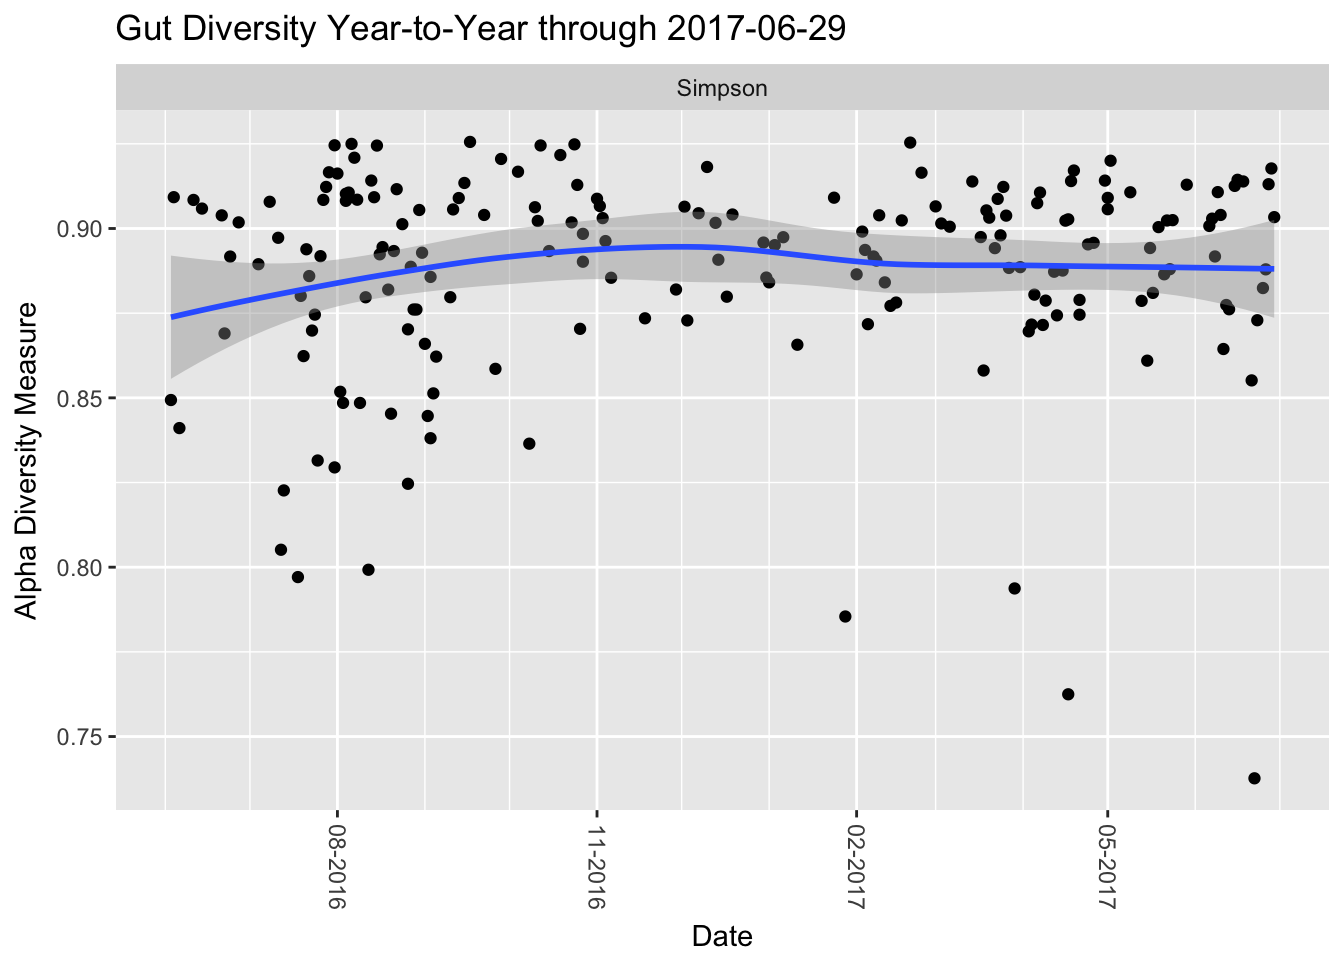 Gut Diversity Year-to-Year through 2017-06-29
Simpson
Alpha Diversity Measure
0.90
0.85
0.80
0.75
08-2016
11-2016
02-2017
05-2017
Date